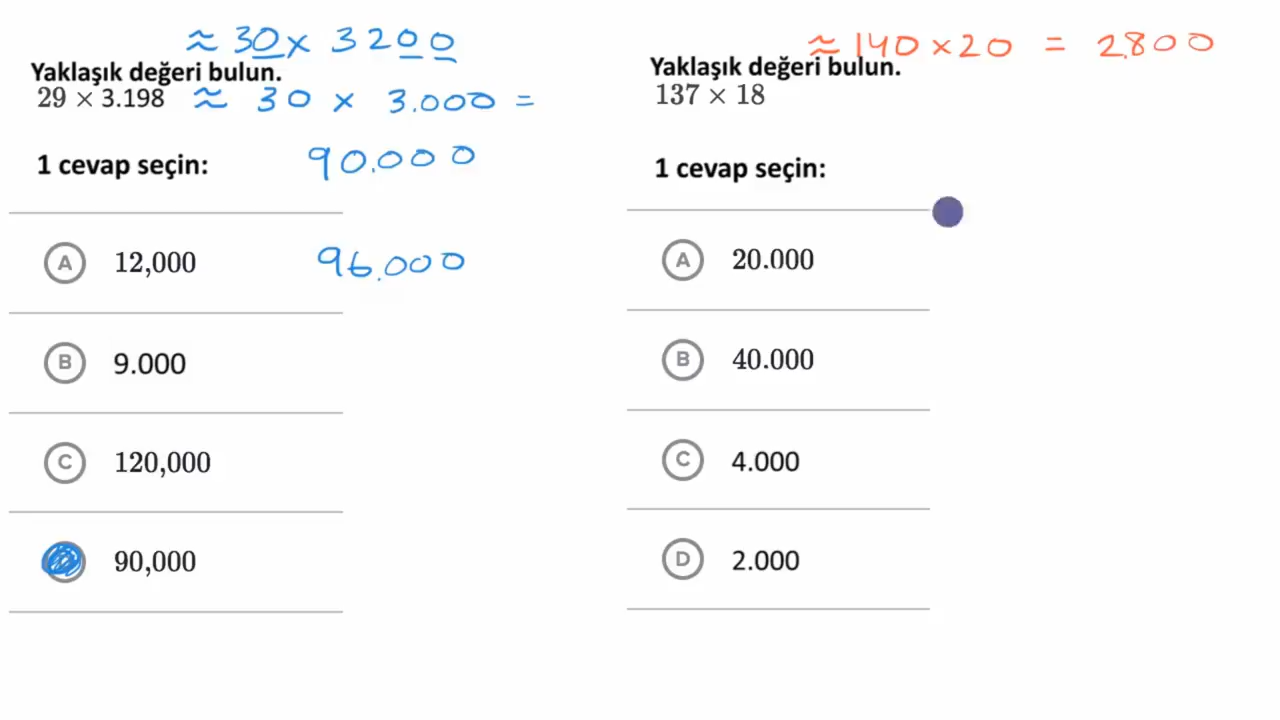 ≈ 30 × 3200
Yaklaşık değeri bulun.
29 × 3.198 ≈ 30 × 3.000 =
90.000
1 cevap seçin:
A 12,000
96.000
B 9.000
C 120,000
90,000
≈ 140 × 20 = 2.800
Yaklaşık değeri bulun.
137 × 18
1 cevap seçin:
A 20.000
B 40.000
C 4.000
D 2.000